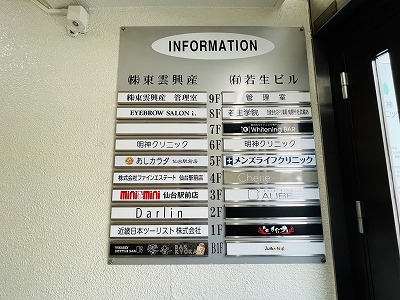 INFORMATION
㈱東雲興産 ㈲若生ビル
㈱東雲興産 管理室 9F 管理室
EYEBROW SALON i. 8F
7F Whitening BAR
明神クリニック 6F 明神クリニック
あしカラダ 仙台駅前店 5F メンズライフクリニック
株式会社ファインエステート 仙台駅前店 4F Cherie
mini mini 仙台駅前店 3F D'AUBE
Darlin 2F
近畿日本ツーリスト株式会社 1F
B1F